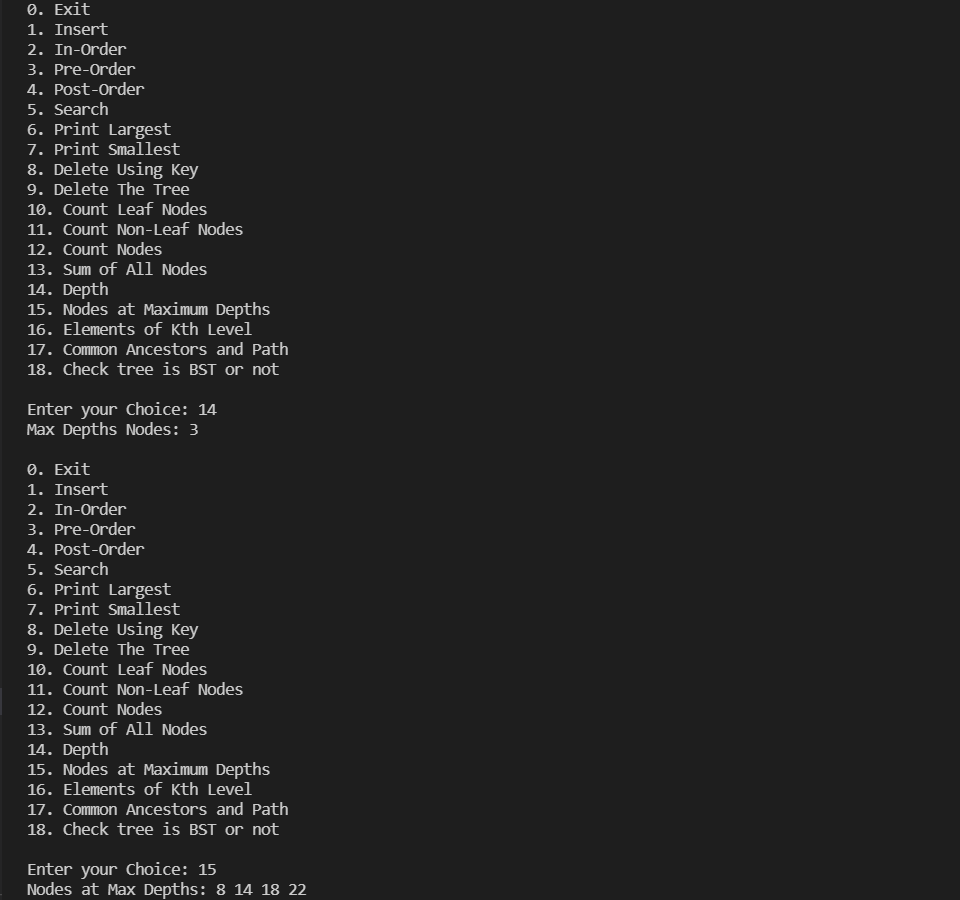 0. Exit
1. Insert
2. In-Order
3. Pre-Order
4. Post-Order
5. Search
6. Print Largest
7. Print Smallest
8. Delete Using Key
9. Delete The Tree
10. Count Leaf Nodes
11. Count Non-Leaf Nodes
12. Count Nodes
13. Sum of All Nodes
14. Depth
15. Nodes at Maximum Depths
16. Elements of Kth Level
17. Common Ancestors and Path
18. Check tree is BST or not

Enter your Choice: 14
Max Depths Nodes: 3

0. Exit
1. Insert
2. In-Order
3. Pre-Order
4. Post-Order
5. Search
6. Print Largest
7. Print Smallest
8. Delete Using Key
9. Delete The Tree
10. Count Leaf Nodes
11. Count Non-Leaf Nodes
12. Count Nodes
13. Sum of All Nodes
14. Depth
15. Nodes at Maximum Depths
16. Elements of Kth Level
17. Common Ancestors and Path
18. Check tree is BST or not

Enter your Choice: 15
Nodes at Max Depths: 8 14 18 22